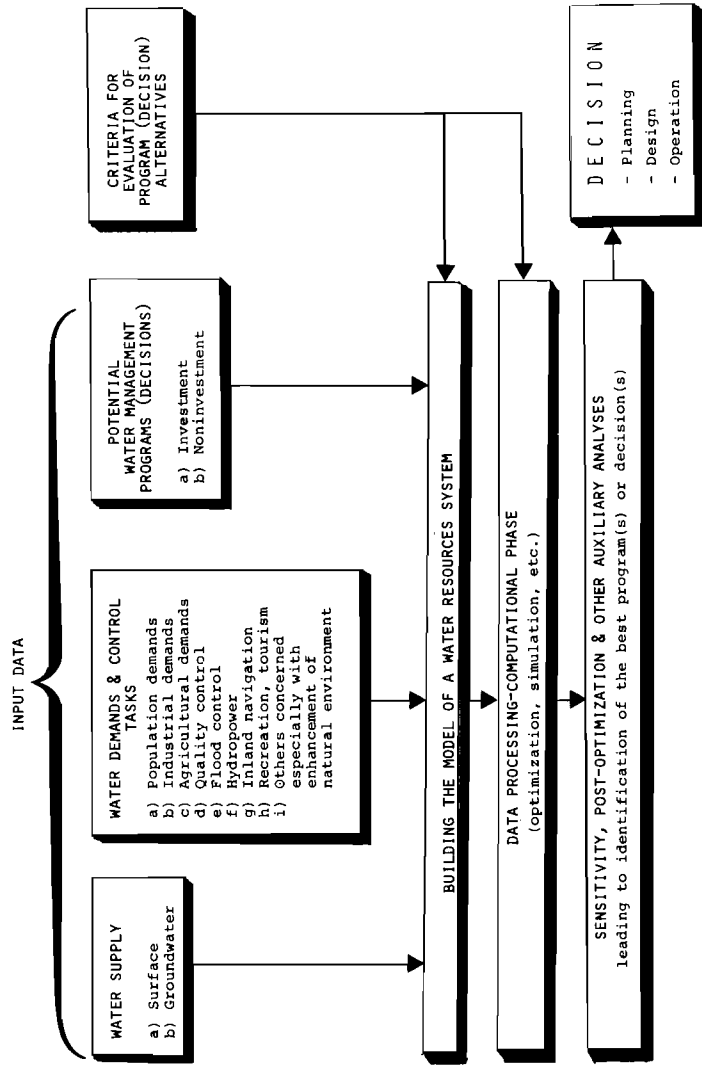 INPUT DATA
WATER SUPPLY
a) Surface
b) Groundwater
WATER DEMANDS & CONTROL
TASKS
a) Population demands
b) Industrial demands
c) Agricultural demands
d) Quality control
e) Flood control
f) Hydropower
g) Inland navigation
h) Recreation, tourism
i) Others concerned
especially with
enhancement of
natural environment
POTENTIAL
WATER MANAGEMENT
PROGRAMS (DECISIONS)
a) Investment
b) Noninvestment
CRITERIA FOR
EVALUATION OF
PROGRAM (DECISION)
ALTERNATIVES
BUILDING THE MODEL OF A WATER RESOURCES SYSTEM
DATA PROCESSING-COMPUTATIONAL PHASE
(optimization, simulation, etc.)
SENSITIVITY, POST-OPTIMIZATION & OTHER AUXILIARY ANALYSES
leading to identification of the best program(s) or decision(s)
DECISION
- Planning
- Design
- Operation